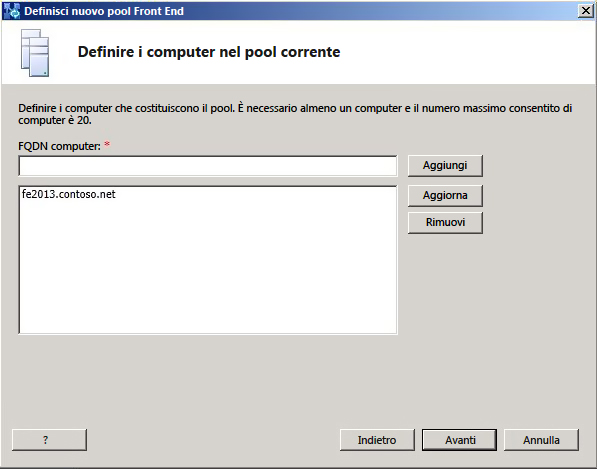 Definisci nuovo pool Front End
Definire i computer nel pool corrente
Definire i computer che costituiscono il pool. È necessario almeno un computer e il numero massimo consentito di
computer è 20.
FQDN computer: *
Aggiungi
fe2013.contoso.net
Aggiorna
Rimuovi
?
Indietro
Avanti
Annulla